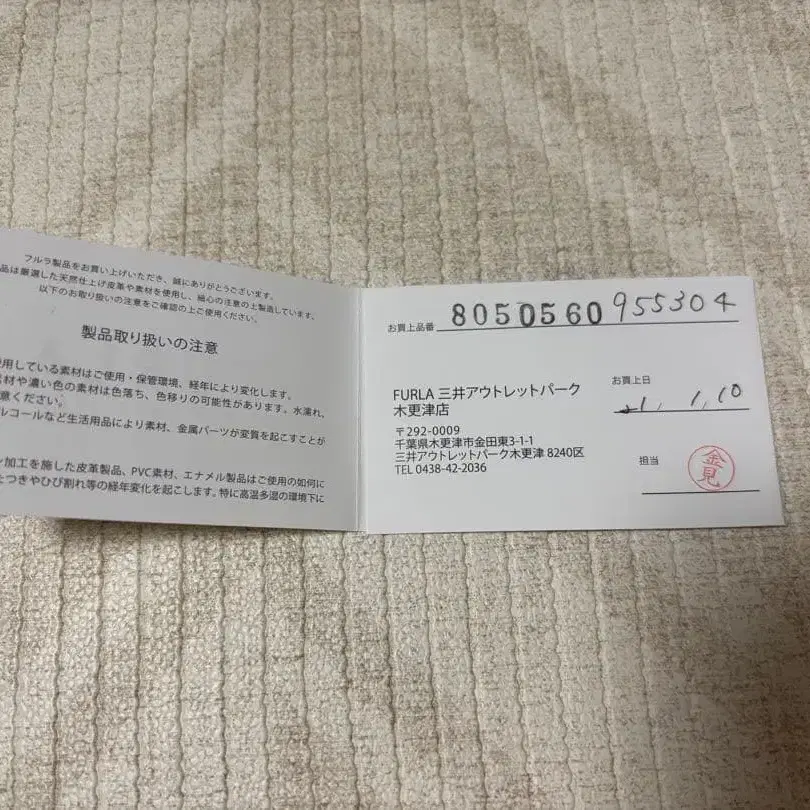 フルラ製品をお買い上げいただき、誠にありがとうございます。
品は厳選した天然仕上げ皮革や素材を使用し、細心の注意の上製造しています。
以下のお取り扱いの注意をご確認の上ご使用ください。
製品取り扱いの注意
使用している素材はご使用・保管環境、経年により変化します。
素材や濃い色の素材は色落ち、色移りの可能性があります。水濡れ、
意ください。
ルコールなど生活用品により素材、金属パーツが変質を起こすことが
ン加工を施した皮革製品、PVC素材、エナメル製品はご使用の如何に
たつきやひび割れ等の経年変化を起こします。特に高温多湿の環境下に
お買上品番 8050560955304
FURLA 三井アウトレットパーク
木更津店
〒292-0009
千葉県木更津市金田東3-1-1
三井アウトレットパーク木更津 8240区
TEL 0438-42-2036
お買上日
21, 1, 10
担当
金見